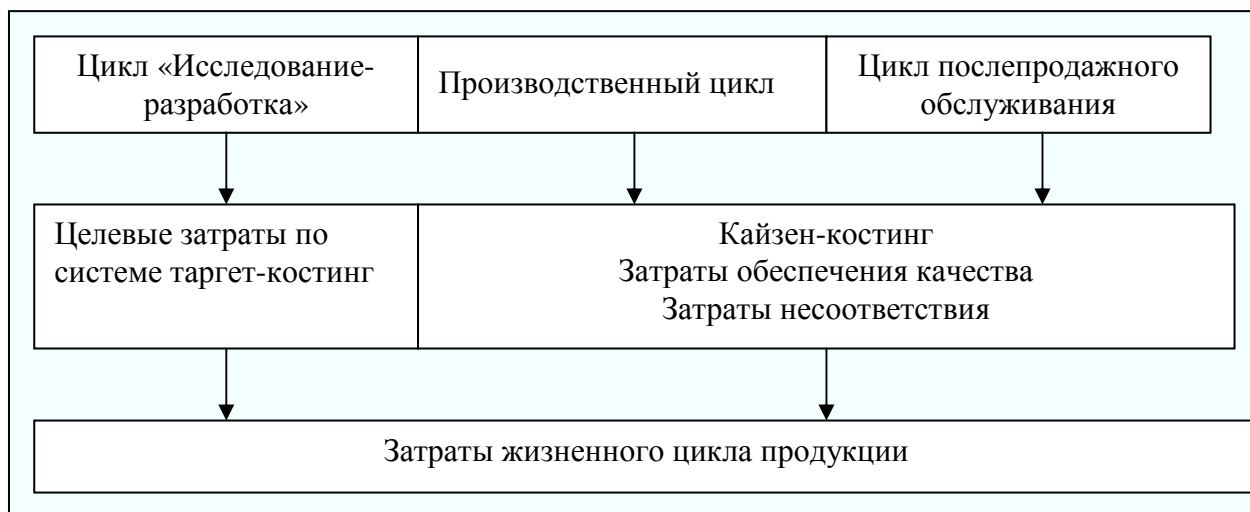 Цикл «Исследование-
разработка»
Производственный цикл
Цикл послепродажного
обслуживания
Целевые затраты по
системе таргет-костинг
Кайзен-костинг
Затраты обеспечения качества
Затраты несоответствия
Затраты жизненного цикла продукции